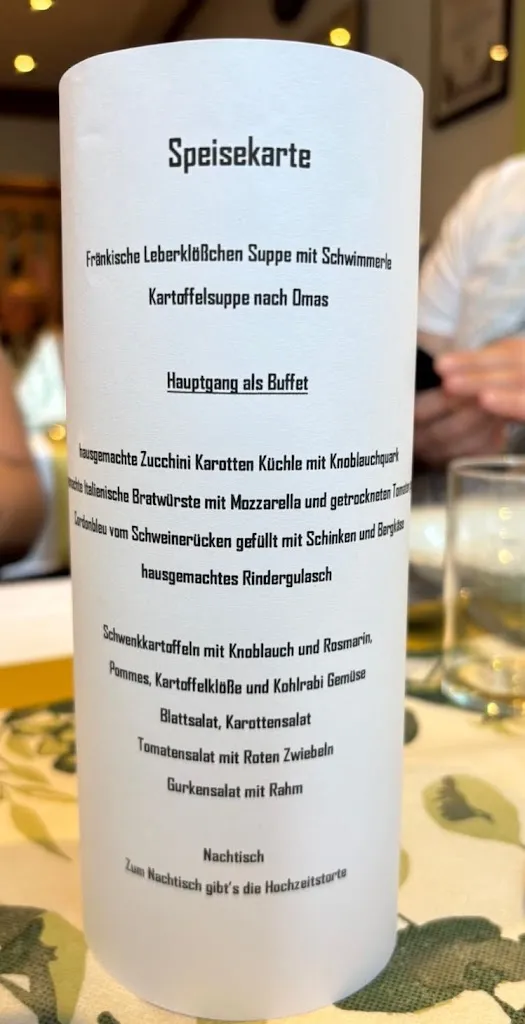 Speisekarte
Fränkische Leberklößchen Suppe mit Schwimmerle
Kartoffelsuppe nach Omas
Hauptgang als Buffet
hausgemachte Zucchini Karotten Küchle mit Knoblauchquark
Italienische Bratwürste mit Mozzarella und getrockneten
Cordonbleu vom Schweinerücken gefüllt mit Schinken und Bergkäse
hausgemachtes Rindergulasch
Schwenkkartoffeln mit Knoblauch und Rosmarin,
Pommes, Kartoffelklöße und Kohlrabi Gemüse
Blattsalat, Karottensalat
Tomatensalat mit Roten Zwiebeln
Gurkensalat mit Rahm
Nachtisch
Zum Nachtisch gibt's die Hochzeitstorte